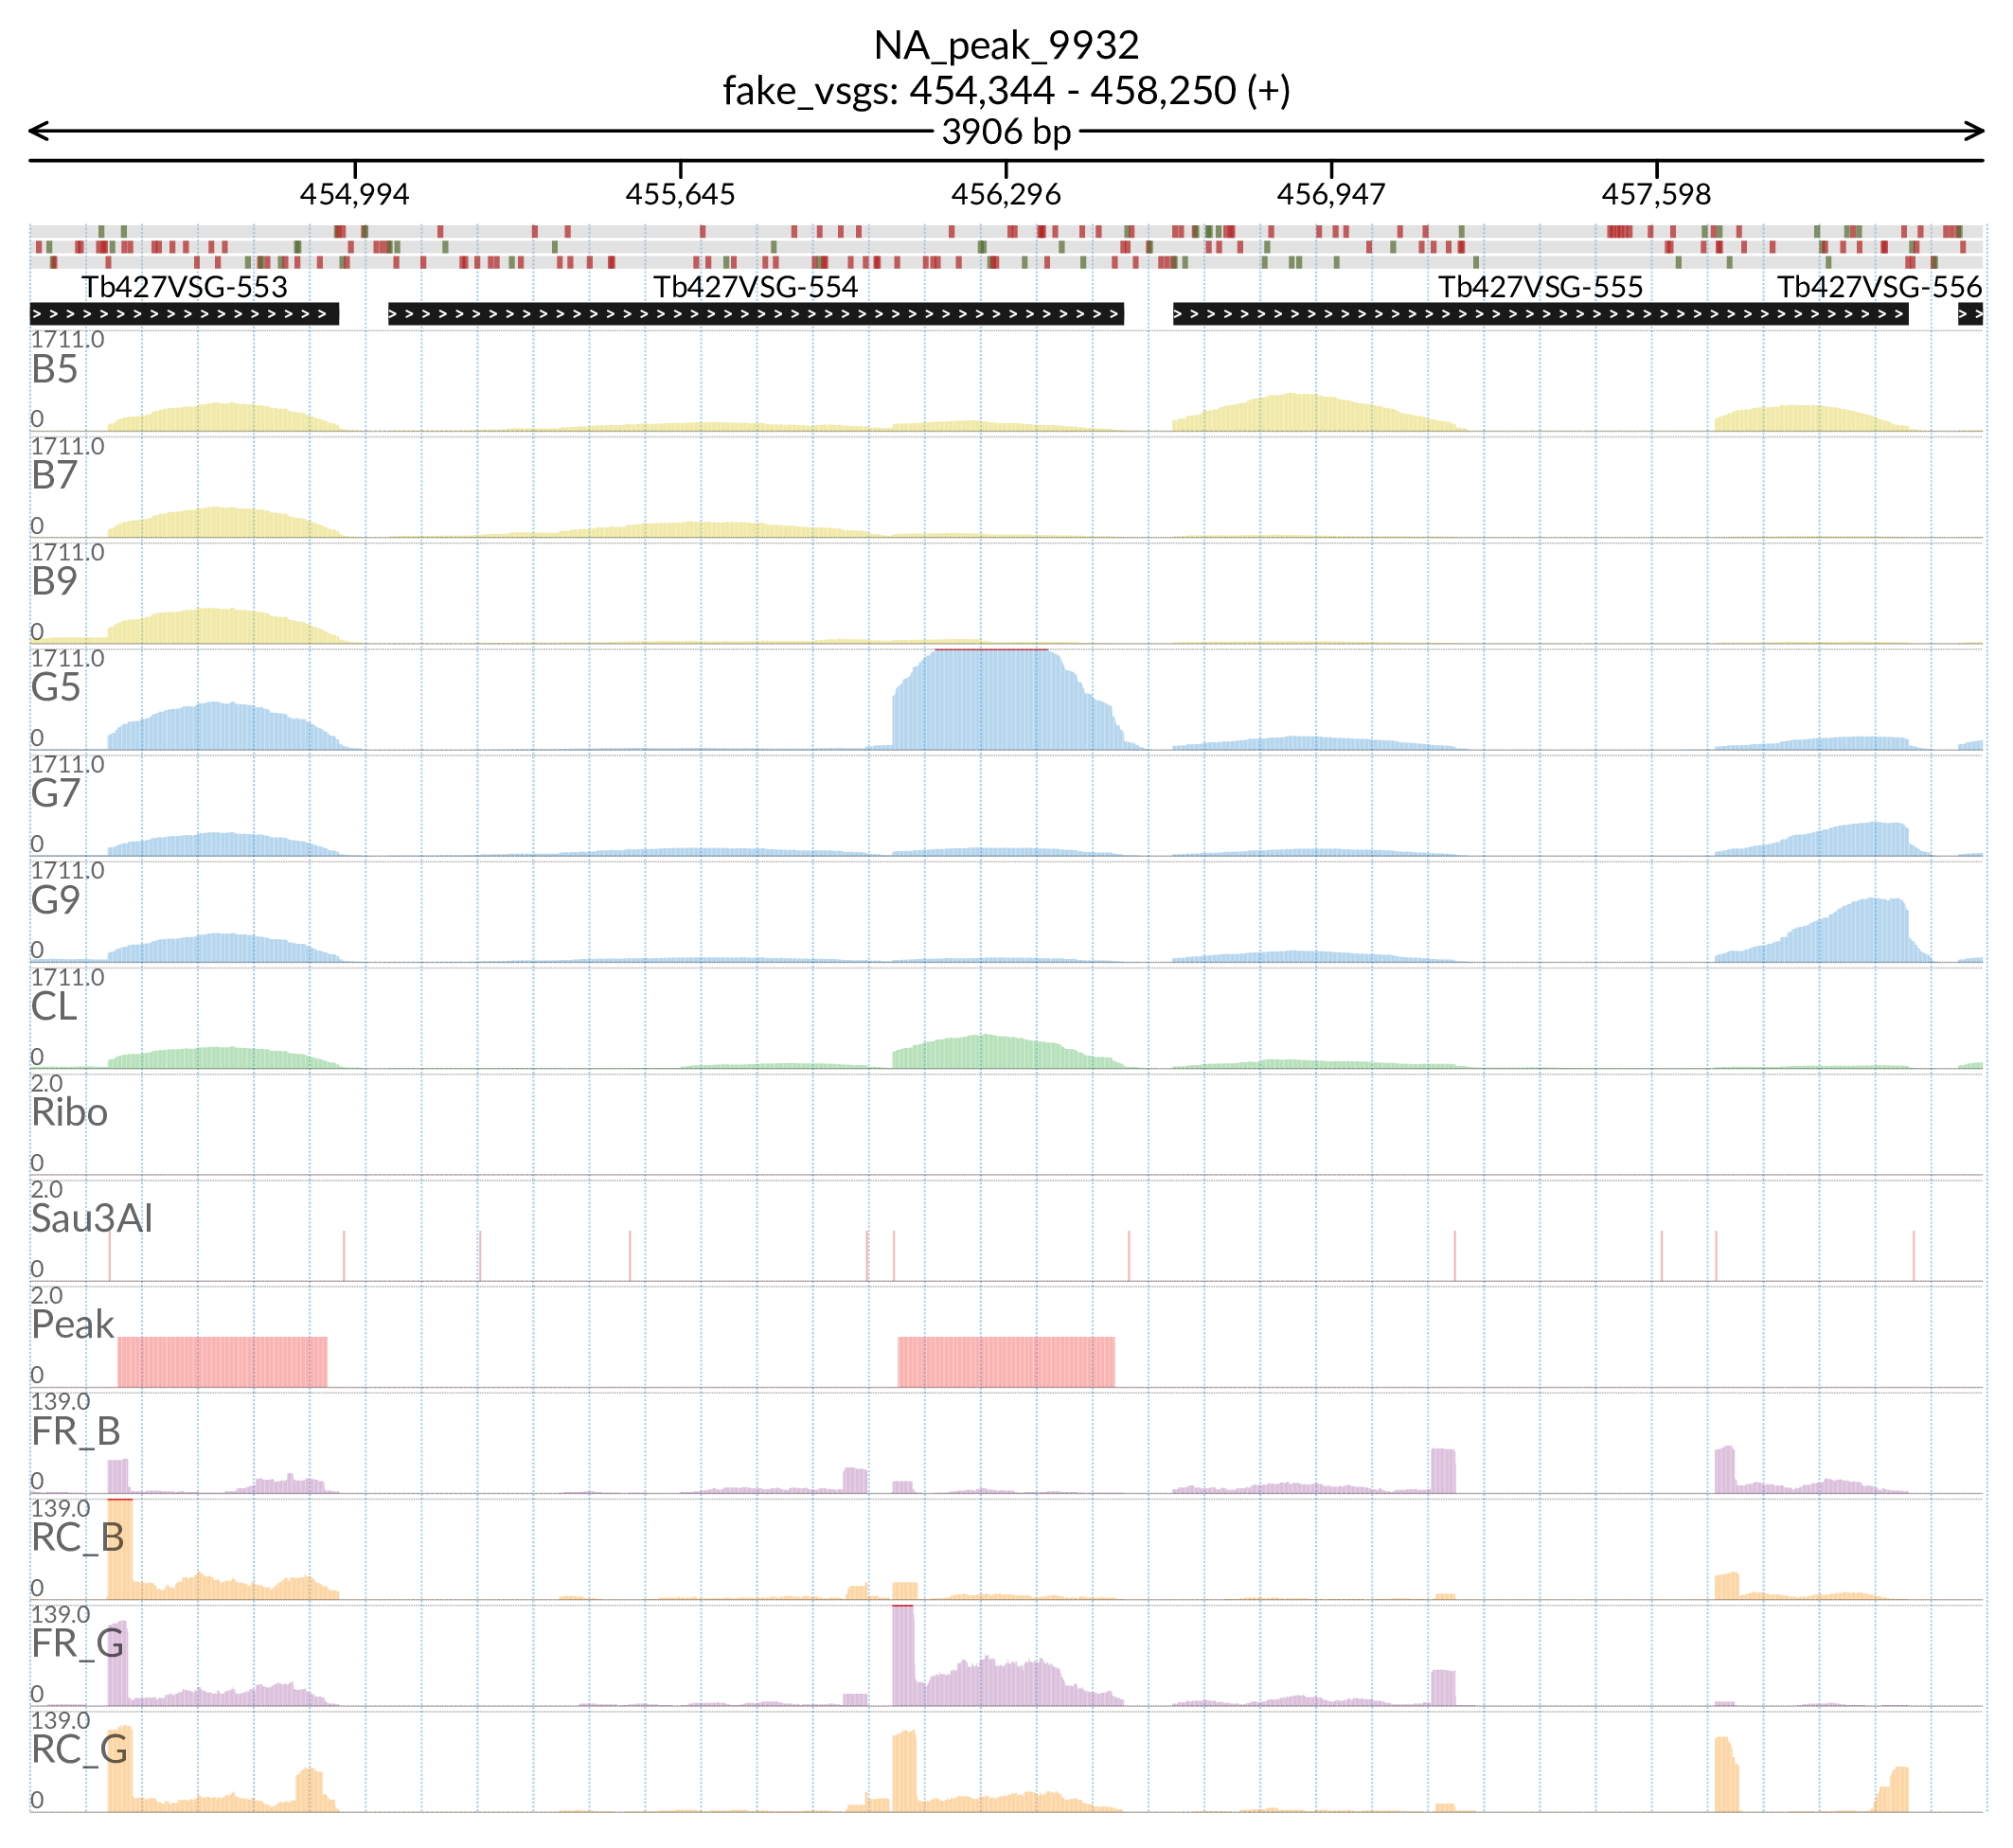 NA_peak_9932
fake_vsgs: 454,344 - 458,250 (+)
3906 bp
454,994 455,645 456,296 456,947 457,598
Tb427VSG-553 Tb427VSG-554 Tb427VSG-555 Tb427VSG-556
1711.0
B5
0
1711.0
B7
0
1711.0
B9
0
1711.0
G5
0
1711.0
G7
0
1711.0
G9
0
1711.0
CL
0
2.0
Ribo
0
2.0
Sau3AI
0
2.0
Peak
0
139.0
FR_B
0
139.0
RC_B
0
139.0
FR_G
0
139.0
RC_G
0